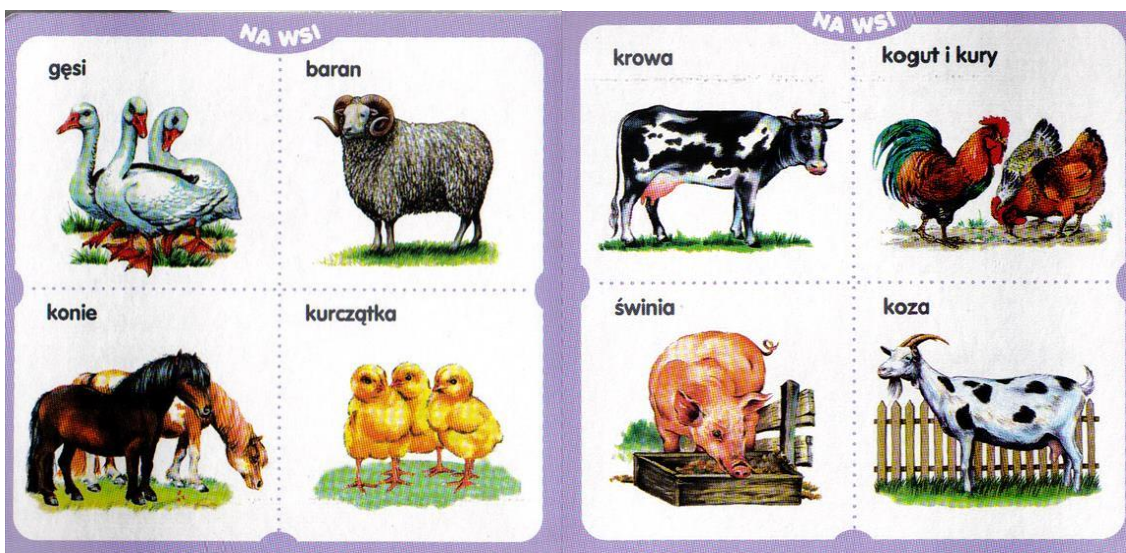 NA WSI
gęsi
baran
konie
kurczątka
NA WSI
krowa
kogut i kury
świnia
koza